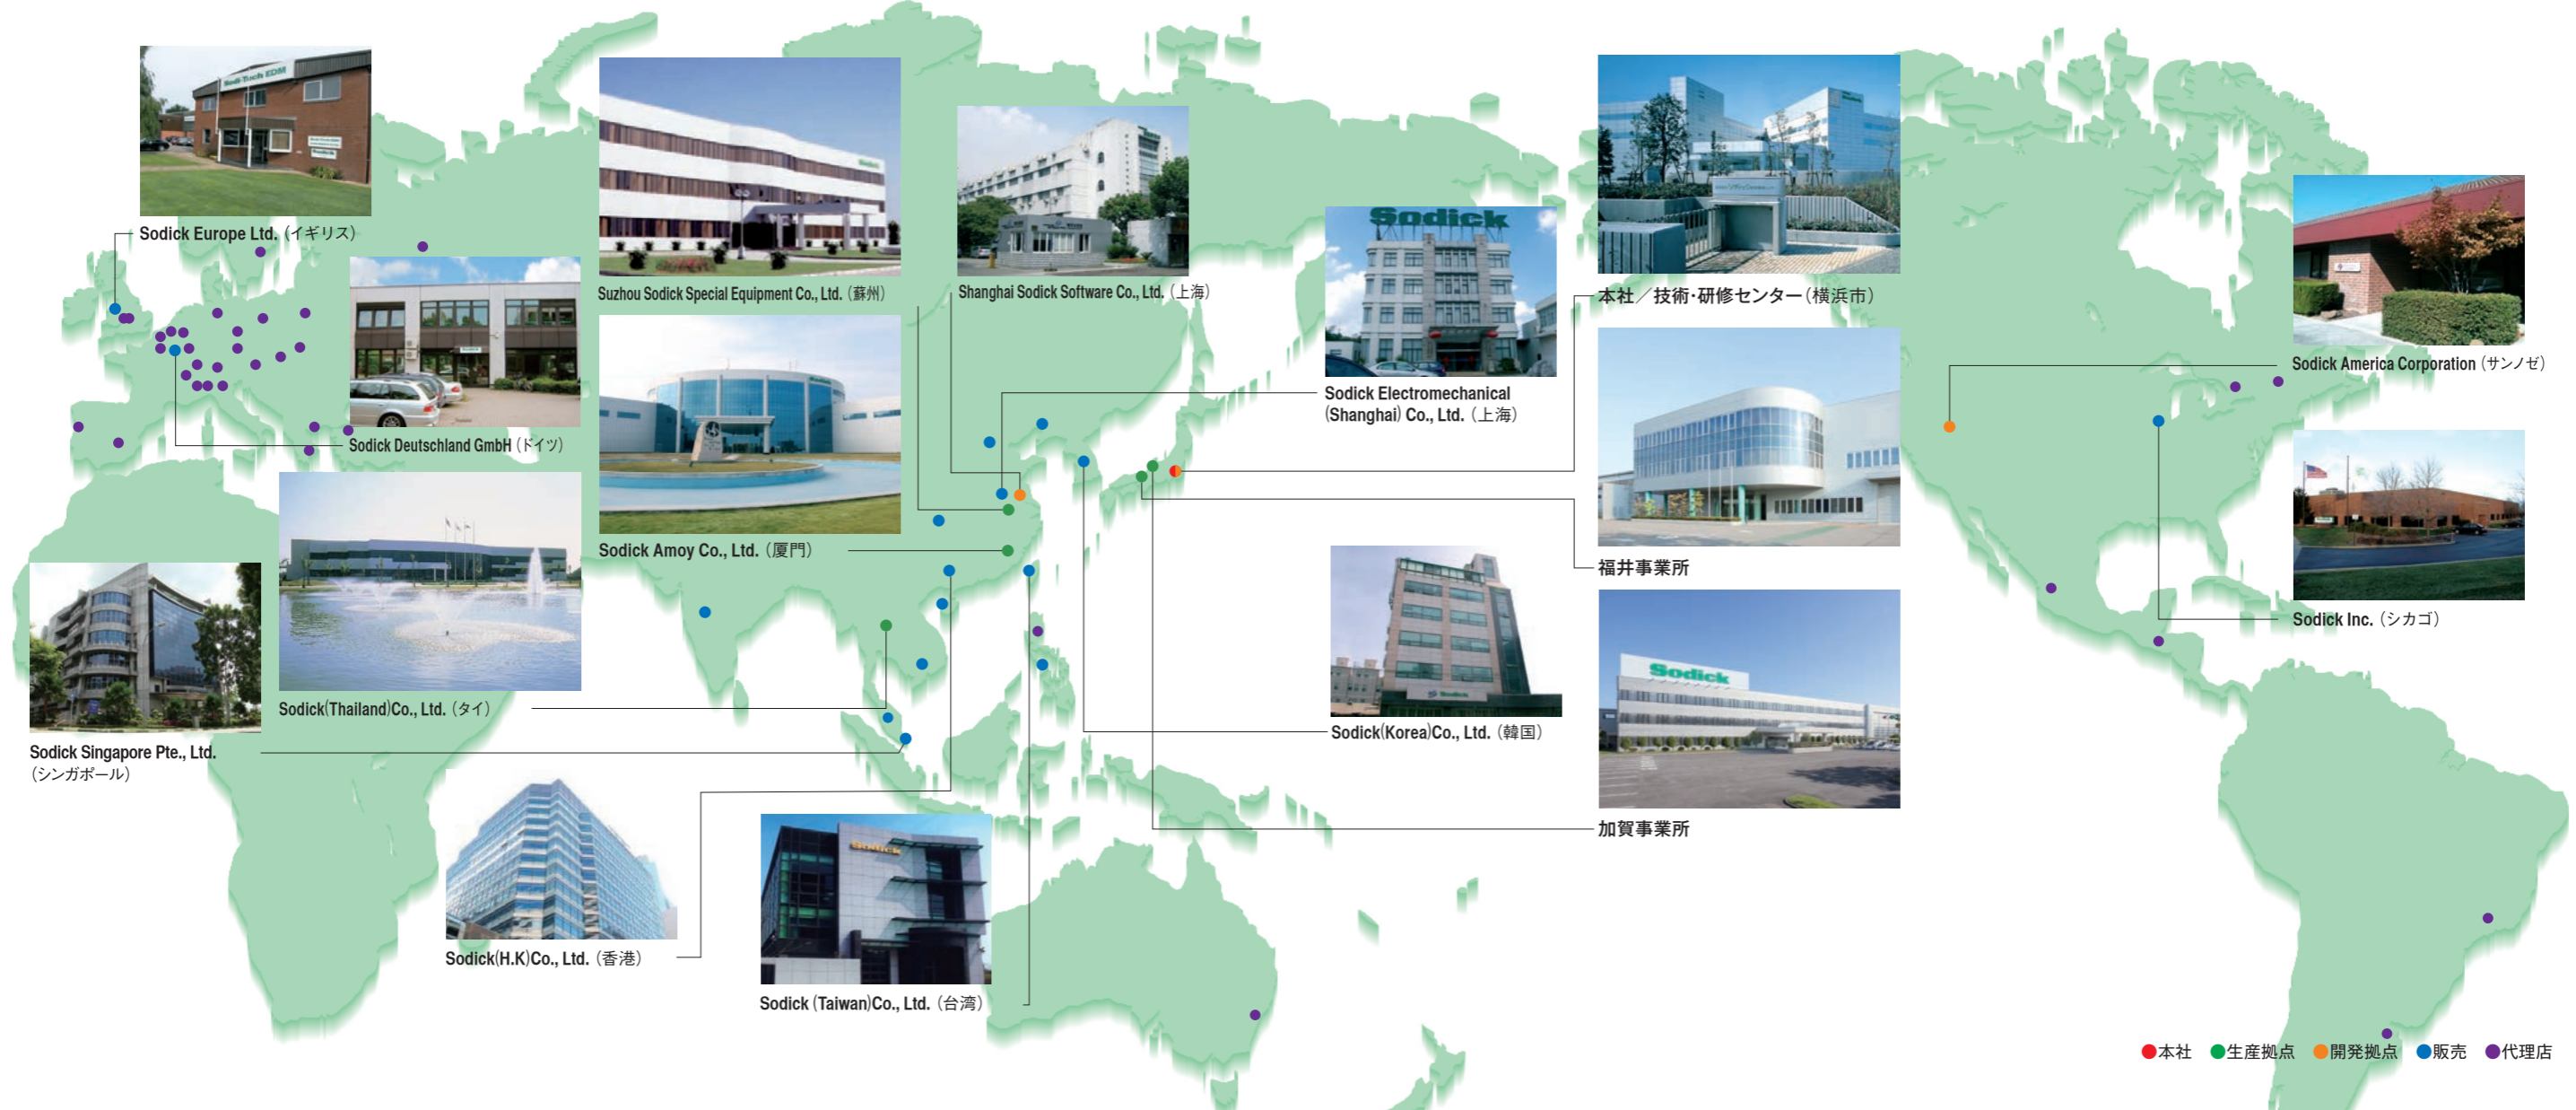 Sodi-Tech EDM
Sodick Europe Ltd.（イギリス）
Sodick Deutschland GmbH（ドイツ）
Sodick
Suzhou Sodick Special Equipment Co., Ltd.（蘇州）
Shanghai Sodick Software Co., Ltd.（上海）
Sodick
Sodick Electromechanical
(Shanghai) Co., Ltd.（上海）
本社／技術・研修センター（横浜市）
Sodick America Corporation（サンノゼ）
Sodick Amoy Co., Ltd.（厦門）
福井事業所
Sodick Inc.（シカゴ）
Sodick(Thailand)Co., Ltd.（タイ）
Sodick Singapore Pte., Ltd.
（シンガポール）
Sodick
Sodick(Korea)Co., Ltd.（韓国）
Sodick
加賀事業所
Sodick(H.K)Co., Ltd.（香港）
Sodick
Sodick (Taiwan)Co., Ltd.（台湾）
●本社 ●生産拠点 ●開発拠点 ●販売 ●代理店